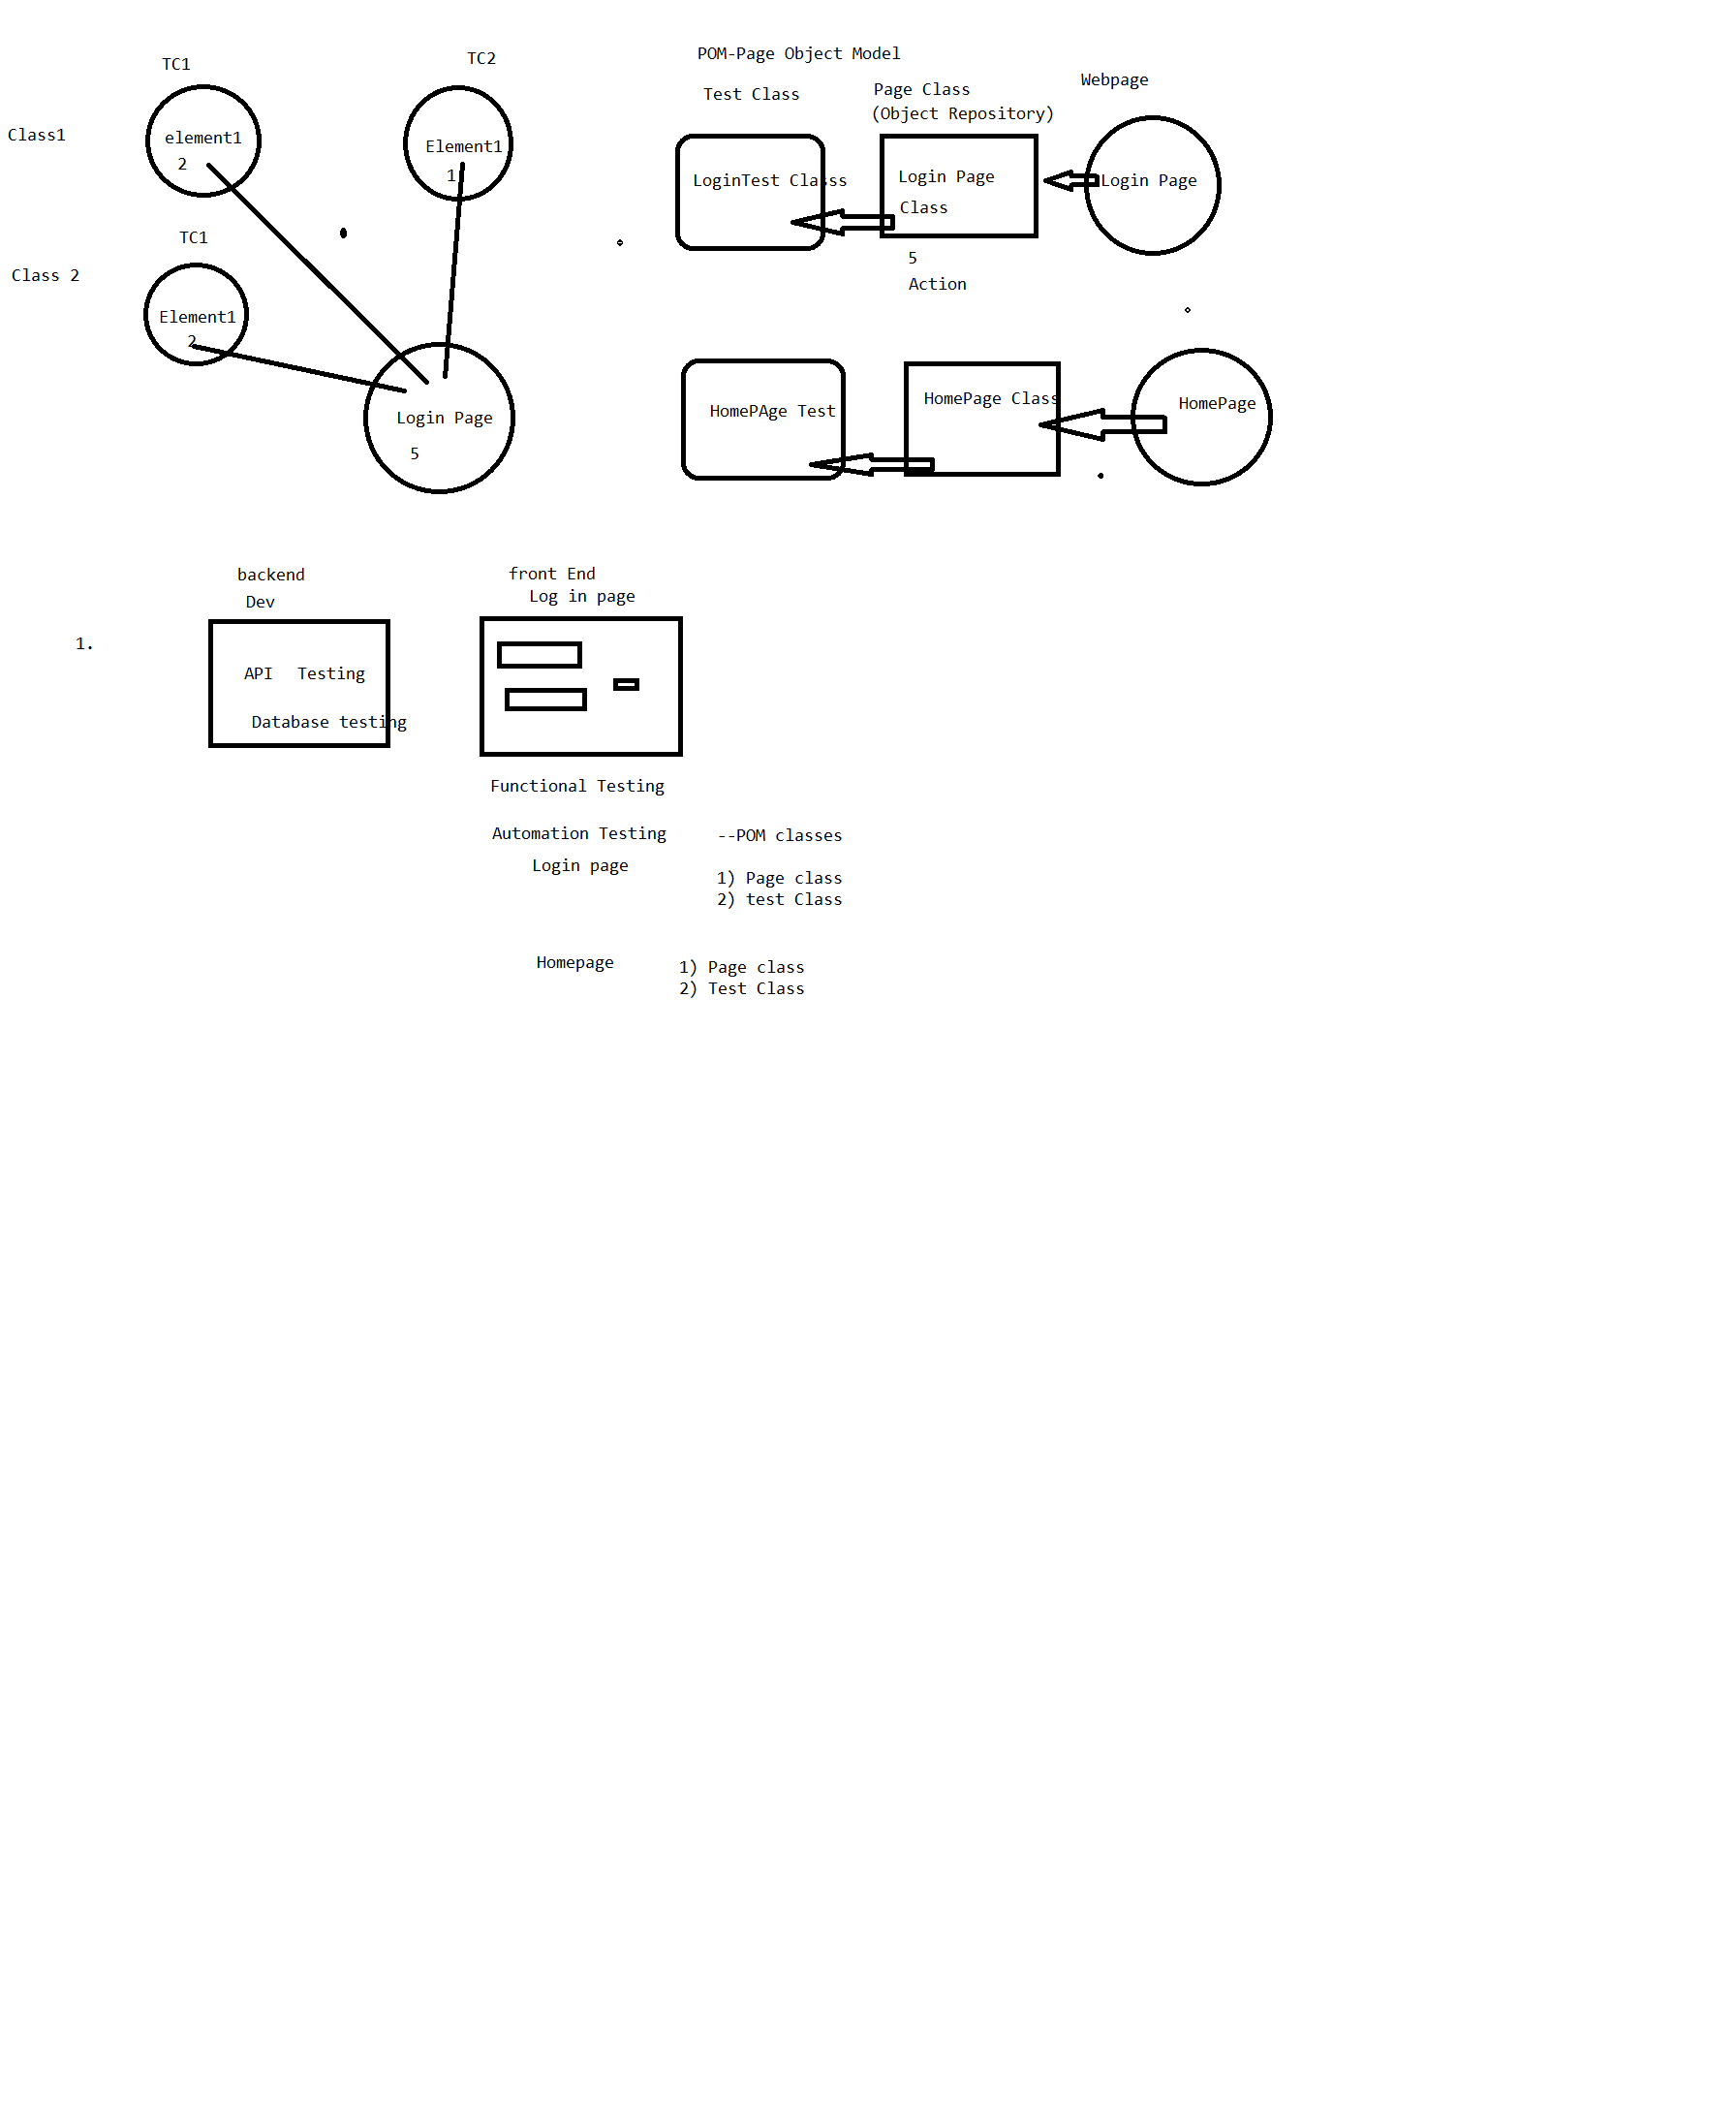 TC1
TC2
Class1
element1
2
Element1
1
TC1
Class 2
Element1
2
Login Page
5
POM-Page Object Model
Test Class
Page Class
(Object Repository)
Webpage
LoginTest Classs
Login Page
Class
Login Page
5
Action
HomePAge Test
HomePage Class
HomePage
1.
backend
Dev
API Testing
Database testing
front End
Log in page
Functional Testing
Automation Testing --POM classes
Login page
1) Page class
2) test Class
Homepage
1) Page class
2) Test Class